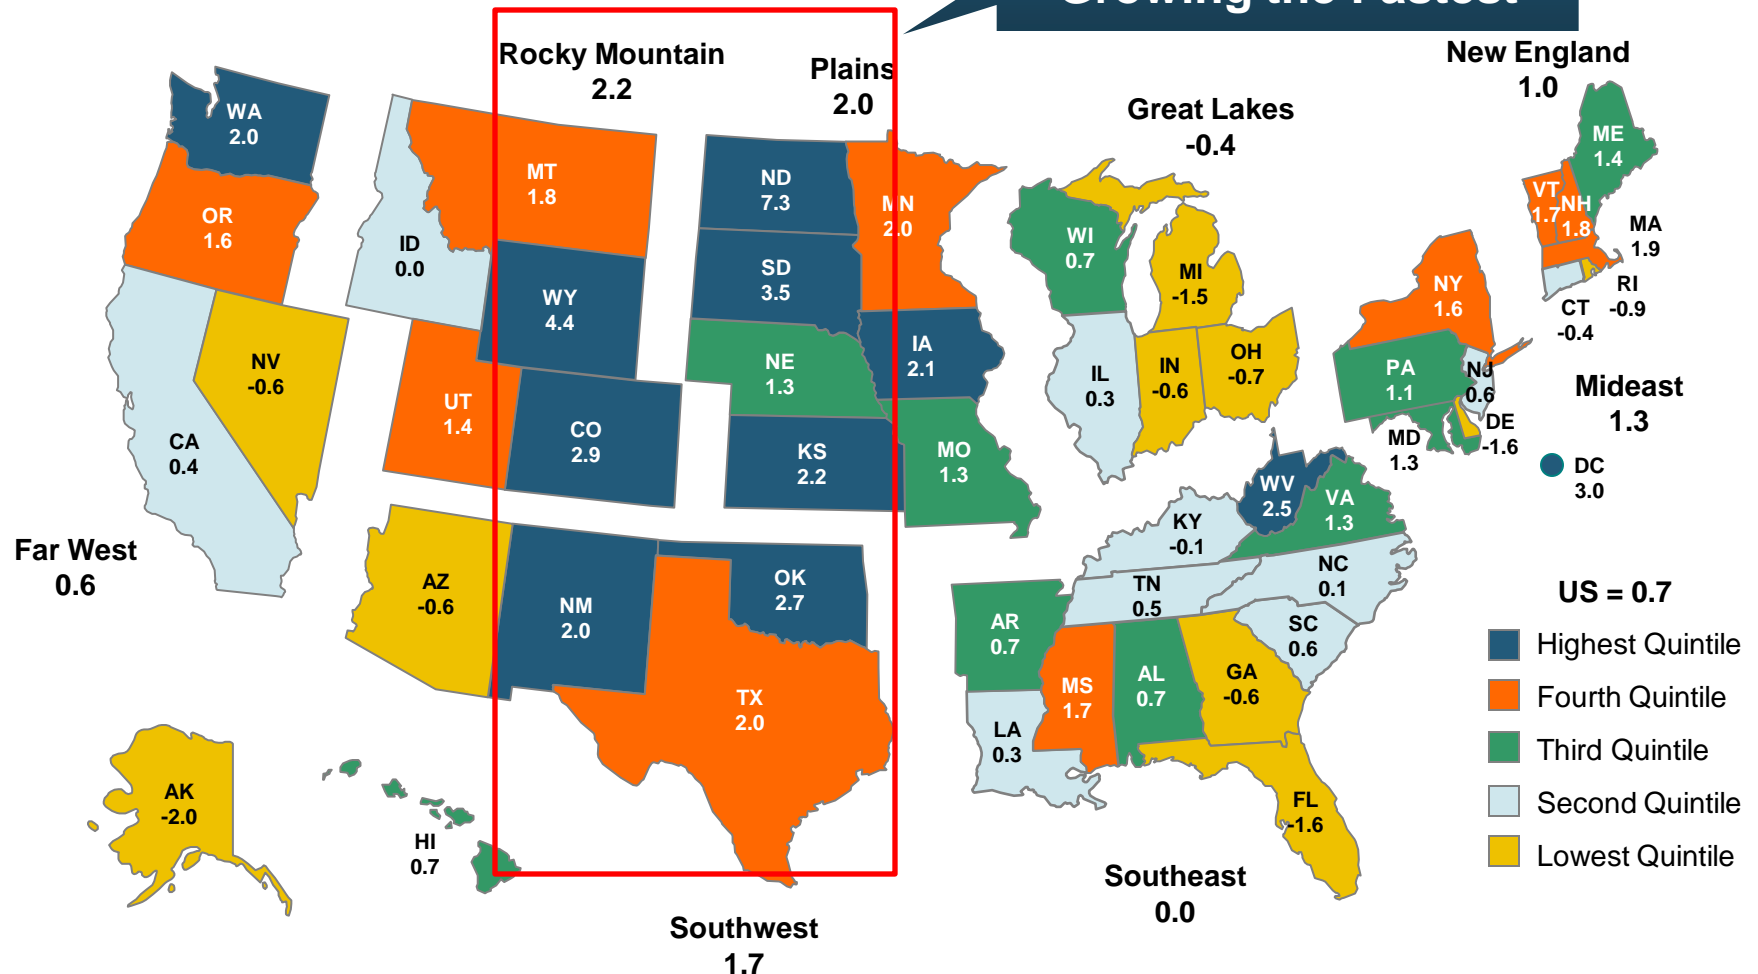 Growing the Fastest
Rocky Mountain
2.2
Plains
2.0
Great Lakes
-0.4
New England
1.0
WA
2.0
OR
1.6
MT
1.8
ID
0.0
WY
4.4
NV
-0.6
UT
1.4
CO
2.9
CA
0.4
Far West
0.6
AZ
-0.6
NM
2.0
ND
7.3
MN
2.0
SD
3.5
NE
1.3
IA
2.1
KS
2.2
MO
1.3
OK
2.7
TX
2.0
AK
-2.0
HI
0.7
Southwest
1.7
WI
0.7
MI
-1.5
IL
0.3
IN
-0.6
OH
-0.7
ME
1.4
VT
1.7
NH
1.8
MA
1.9
RI
-0.9
CT
-0.4
NY
1.6
PA
1.1
NJ
0.6
Mideast
1.3
DE
-1.6
MD
1.3
DC
3.0
WV
2.5
VA
1.3
KY
-0.1
NC
0.1
TN
0.5
SC
0.6
AR
0.7
LA
0.3
MS
1.7
AL
0.7
GA
-0.6
FL
-1.6
Southeast
0.0
US = 0.7
Highest Quintile
Fourth Quintile
Third Quintile
Second Quintile
Lowest Quintile